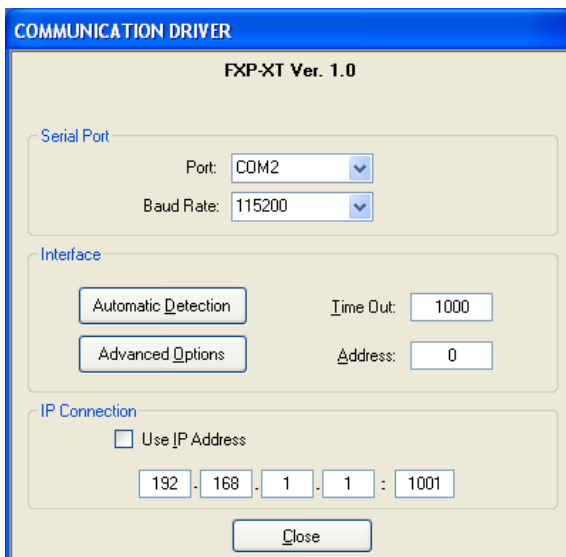 COMMUNICATION DRIVER
FXP-XT Ver. 1.0
Serial Port
Port: COM2
Baud Rate: 115200
Interface
Automatic Detection Time Out: 1000
Advanced Options Address: 0
IP Connection
Use IP Address
192 . 168 . 1 . 1 : 1001
Close